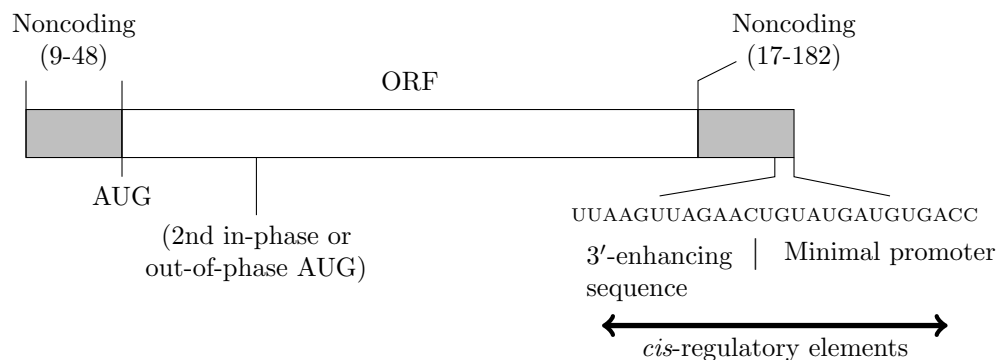 Noncoding
(9-48)
Noncoding
(17-182)
ORF
AUG
(2nd in-phase or
out-of-phase AUG)
UUAAGUUAGAACUGUAUGAUGUGACC
3′-enhancing
sequence
Minimal promoter
cis-regulatory elements